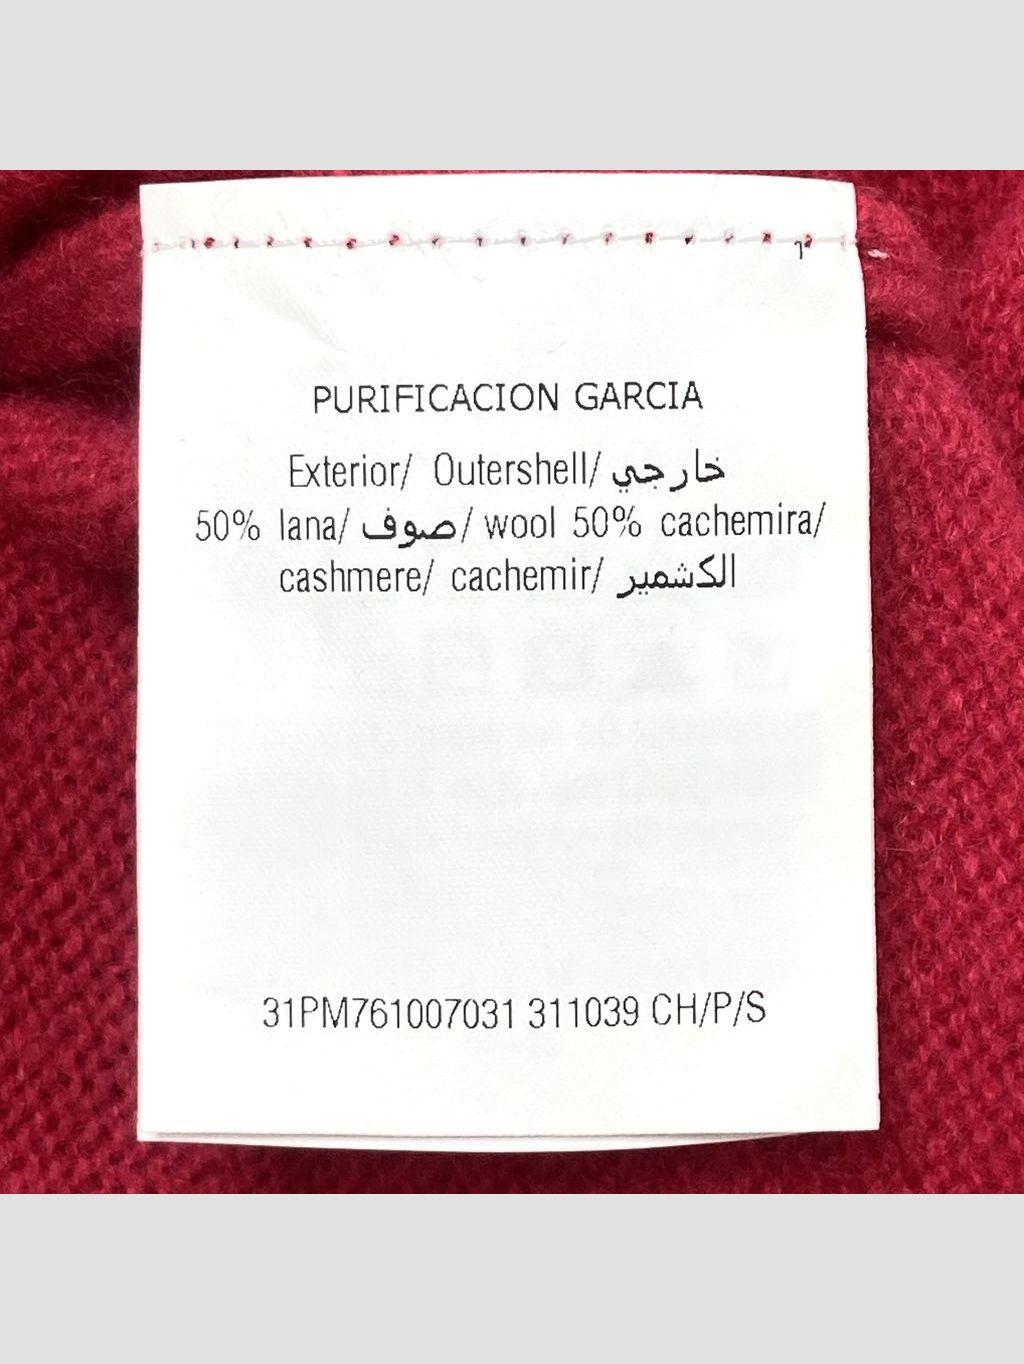 PURIFICACION GARCIA
Exterior/ Outershell/ خارجي
50% lana/ صوف/ wool 50% cachemira/
cashmere/ cachemir/ الكشمير
31PM761007031 311039 CH/P/S